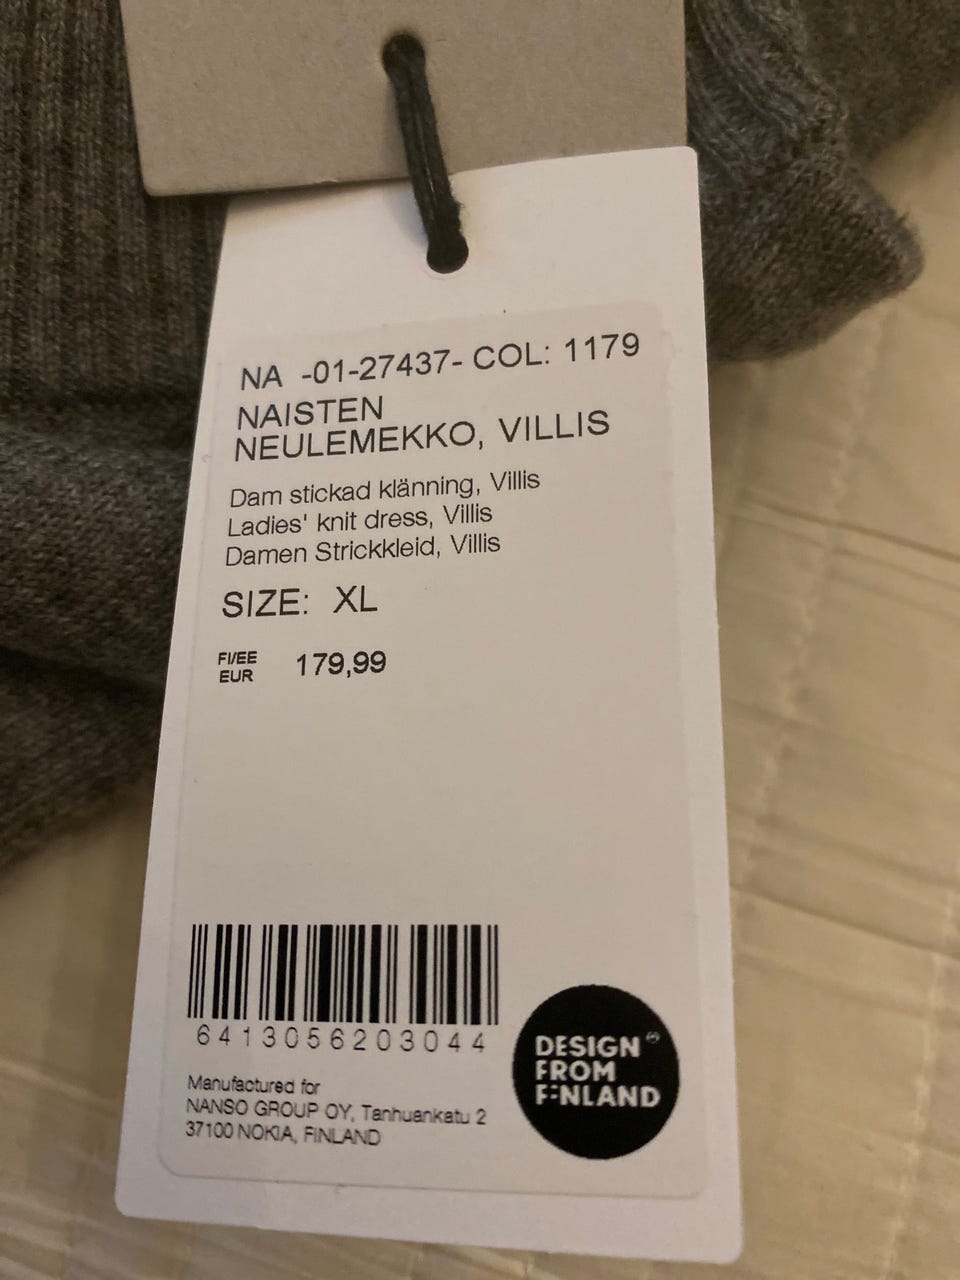 NA -01-27437- COL: 1179
NAISTEN
NEULEMEKKO, VILLIS
Dam stickad klänning, Villis
Ladies' knit dress, Villis
Damen Strickkleid, Villis
SIZE: XL
FI/EE
EUR 179,99
6413056203044
Manufactured for
NANSO GROUP OY, Tanhuankatu 2
37100 NOKIA, FINLAND
DESIGN
FROM
FINLAND